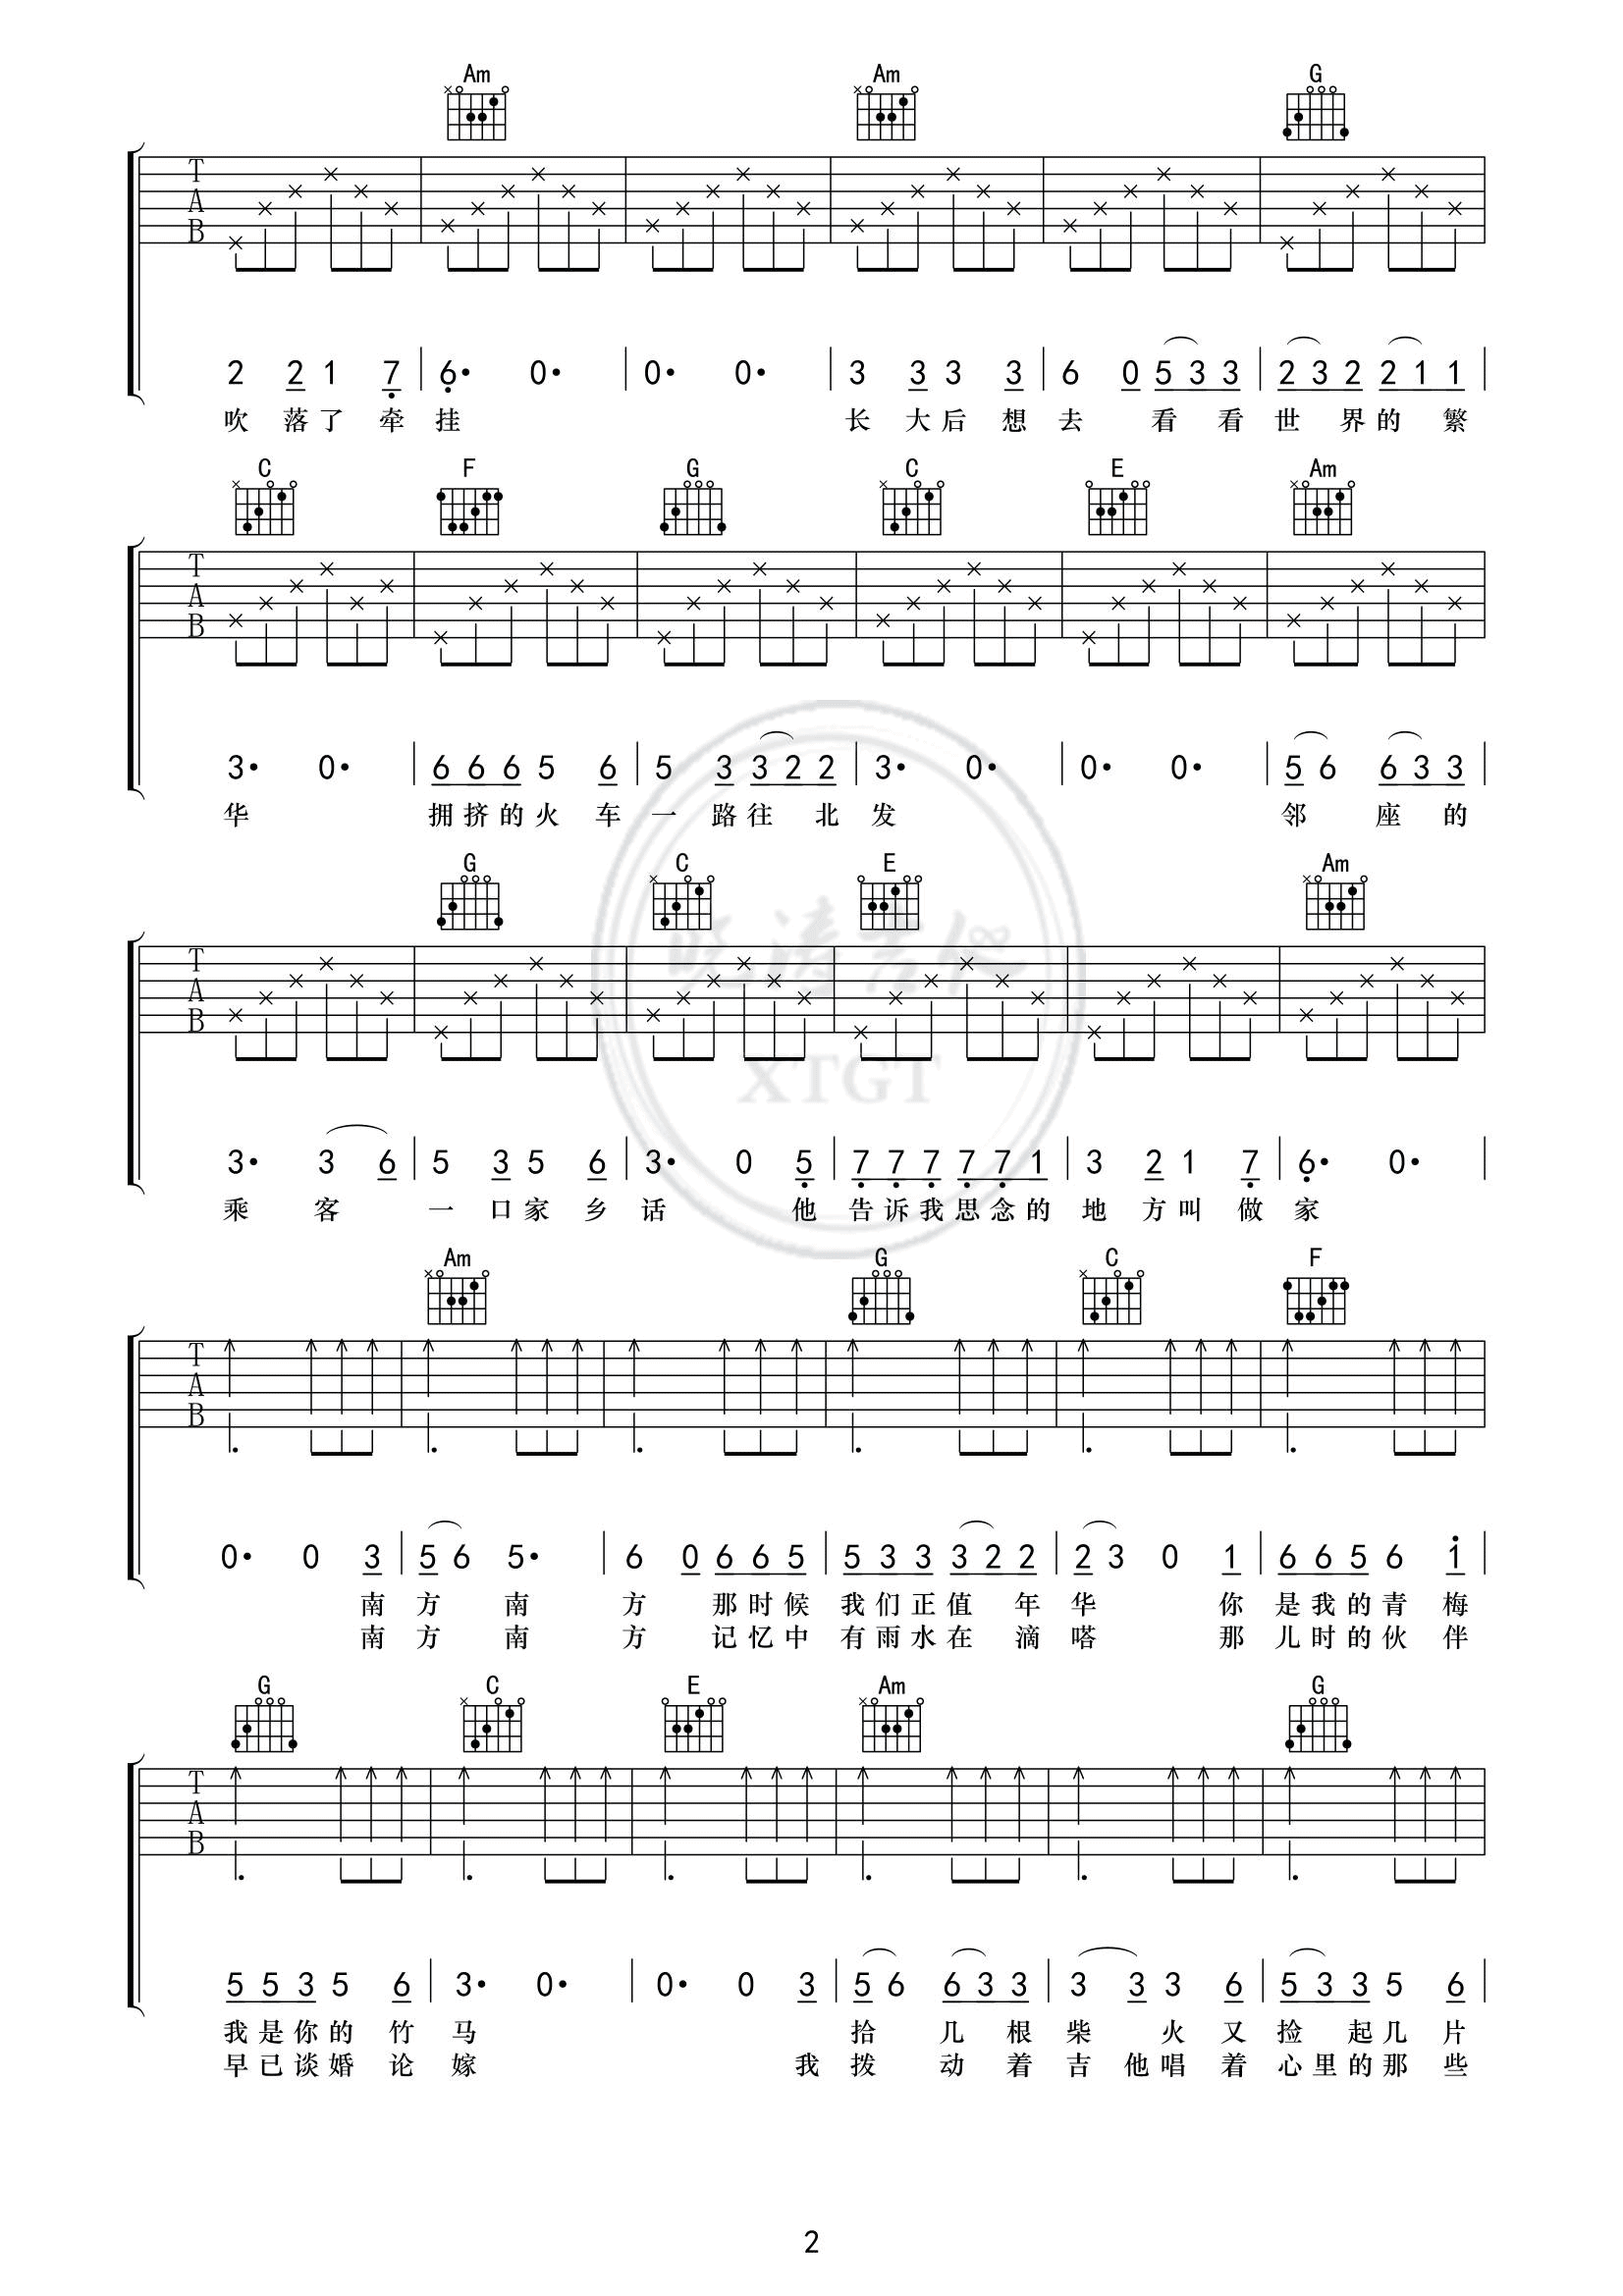 Am Am G
T
A
B
2 2 1 7 6· 0· 0· 0· 3 3 3 3 6 0 5 3 3 2 3 2 2 1 1
吹 落 了 牵 挂 长 大 后 想 去 看 看 世 界 的 繁
C F G C E Am
T
A
B
3· 0· 6 6 6 5 6 5 3 3 2 2 3· 0· 0· 0· 5 6 6 3 3
华 拥 挤 的 火 车 一 路 往 北 发 邻 座 的
G C E Am
T
A
B
3· 3 6 5 3 5 6 3· 0 5 7 7 7 7 7 1 3 2 1 7 6· 0·
乘 客 一 口 家 乡 话 他 告 诉 我 思 念 的 地 方 叫 做 家
晓涛吉他
XTGT
Am G C F
T
A
B
0· 0 3 5 6 5· 6 0 6 6 5 5 3 3 3 2 2 2 3 0 1 6 6 5 6 1
南 方 南 方 那 时 候 我 们 正 值 年 华 你 是 我 的 青 梅
南 方 南 方 记 忆 中 有 雨 水 在 滴 嗒 那 儿 时 的 伙 伴
G C E Am G
T
A
B
5 5 3 5 6 3· 0· 0· 0 3 5 6 6 3 3 3 3 3 6 5 3 3 5 6
我 是 你 的 竹 马 拾 几 根 柴 火 又 捡 起 几 片
早 已 谈 婚 论 嫁 我 拨 动 着 吉 他 唱 着 心 里 的 那 些
2